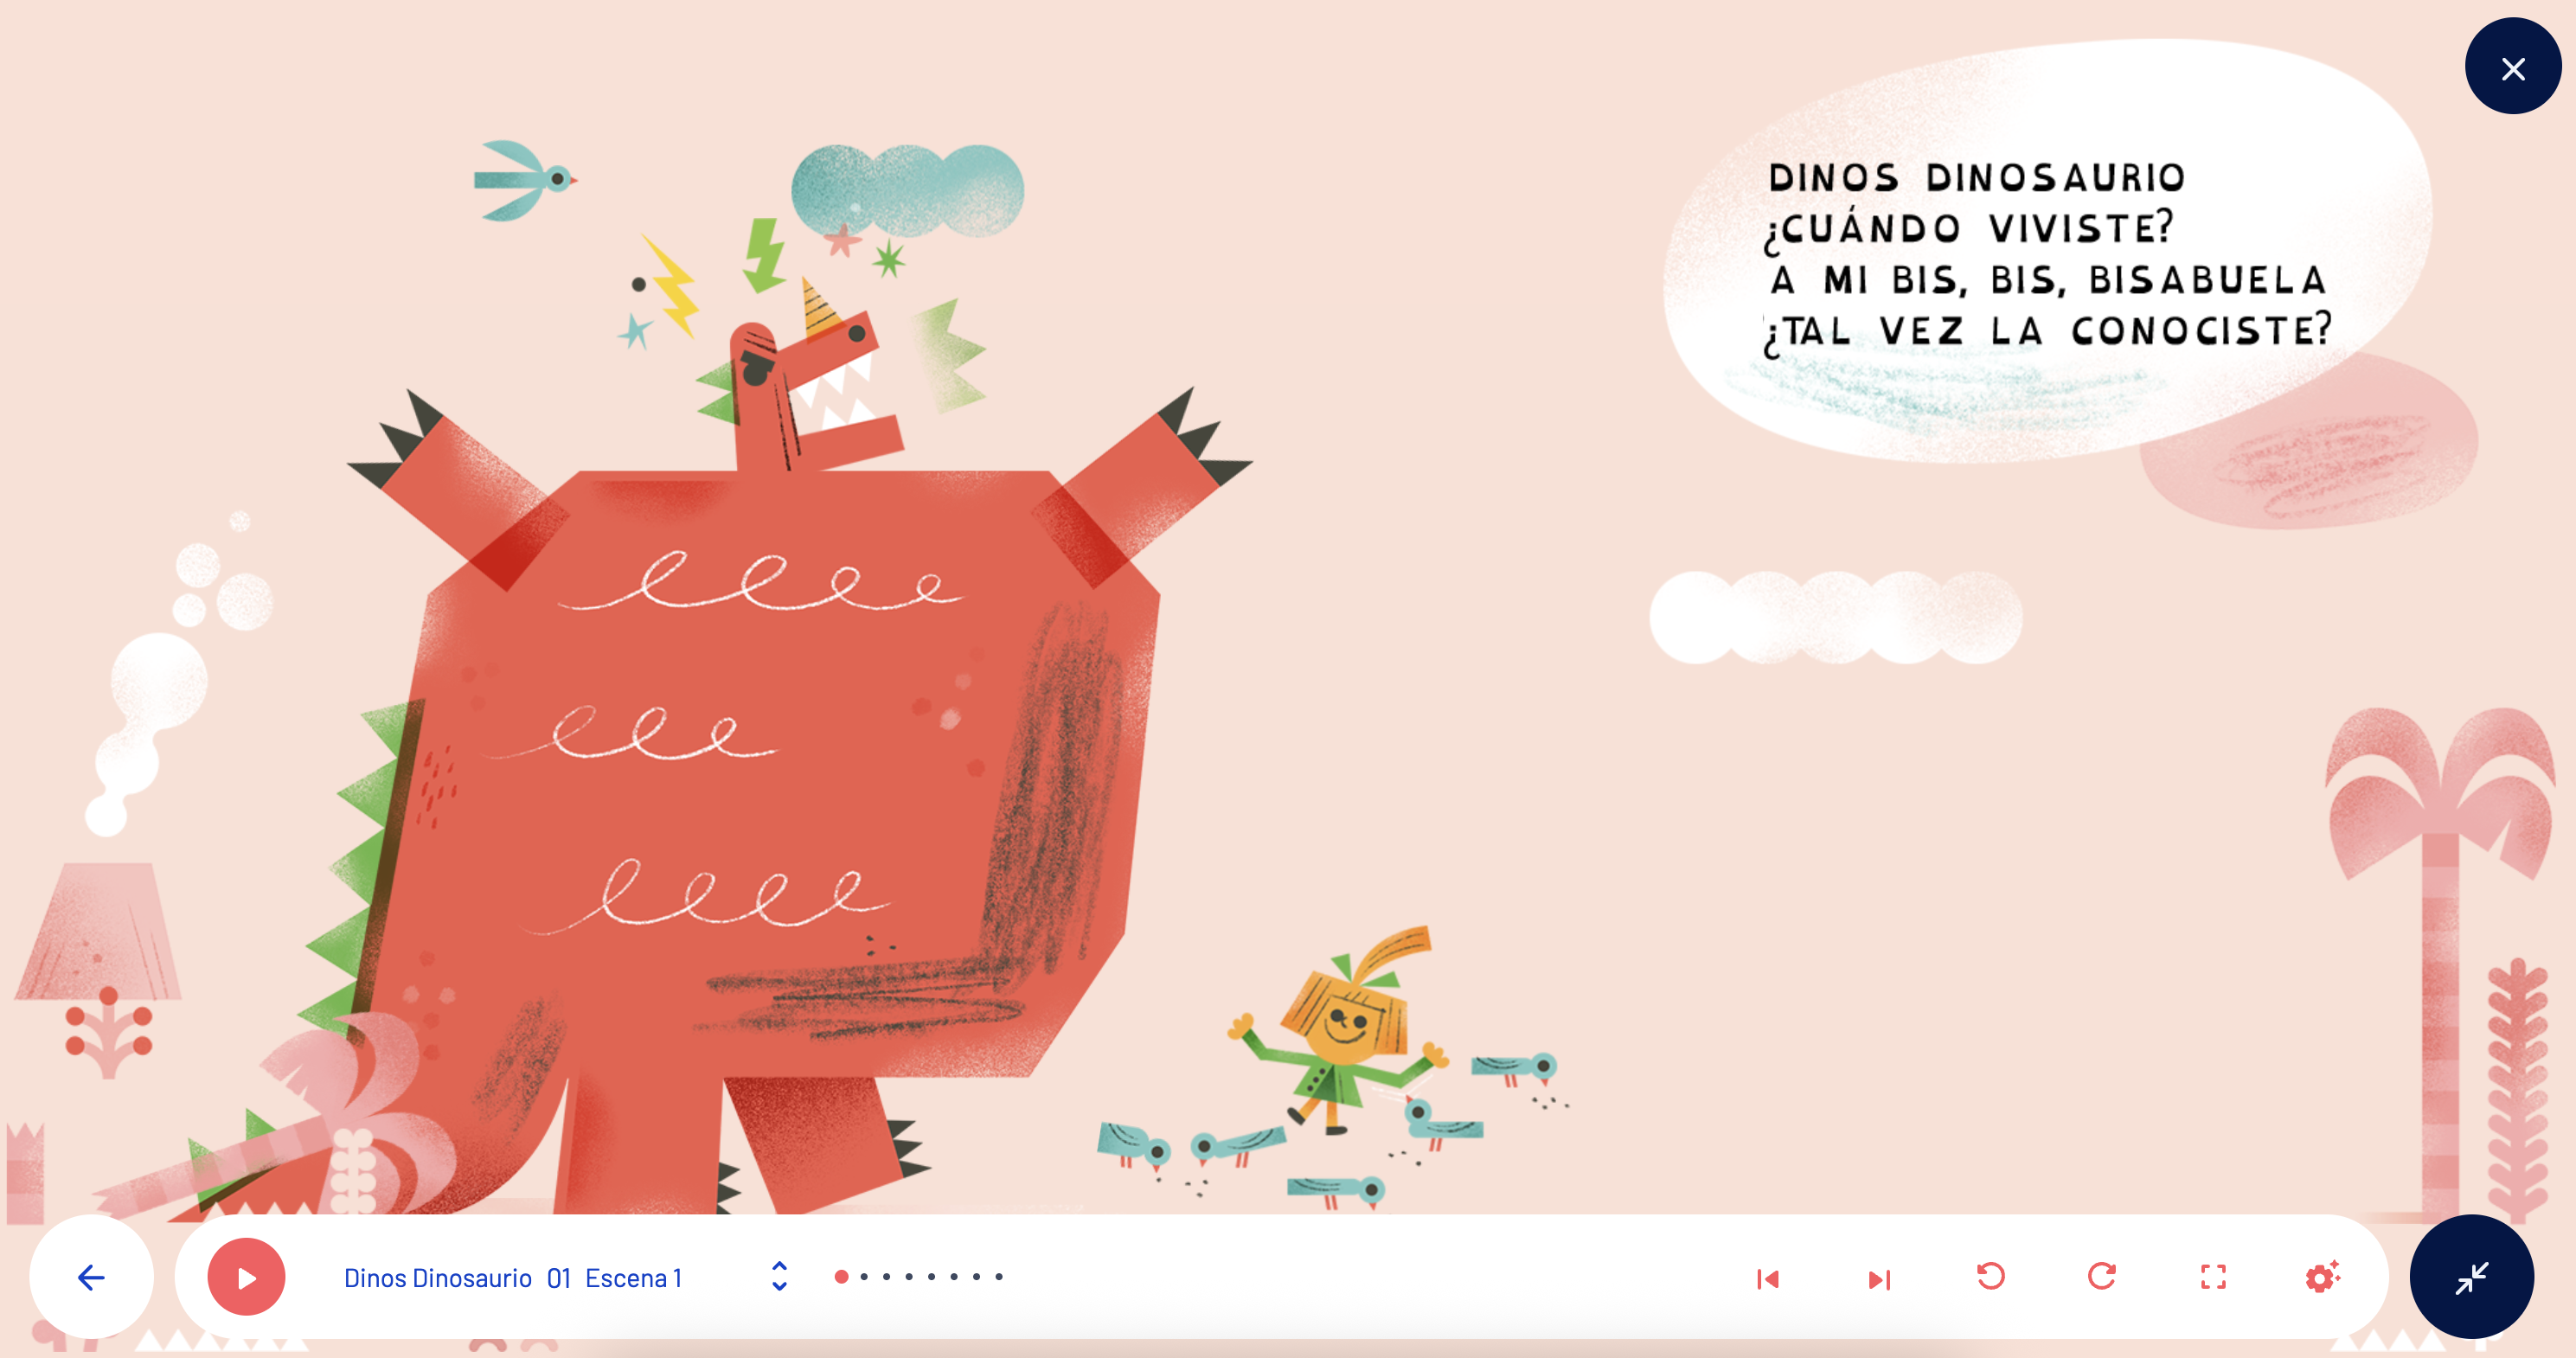 DINOS DINOSAURIO
¿CUÁNDO VIVISTE?
A MI BIS, BIS, BISABUELA
¿TAL VEZ LA CONOCISTE?
Dinos Dinosaurio 01 Escena 1